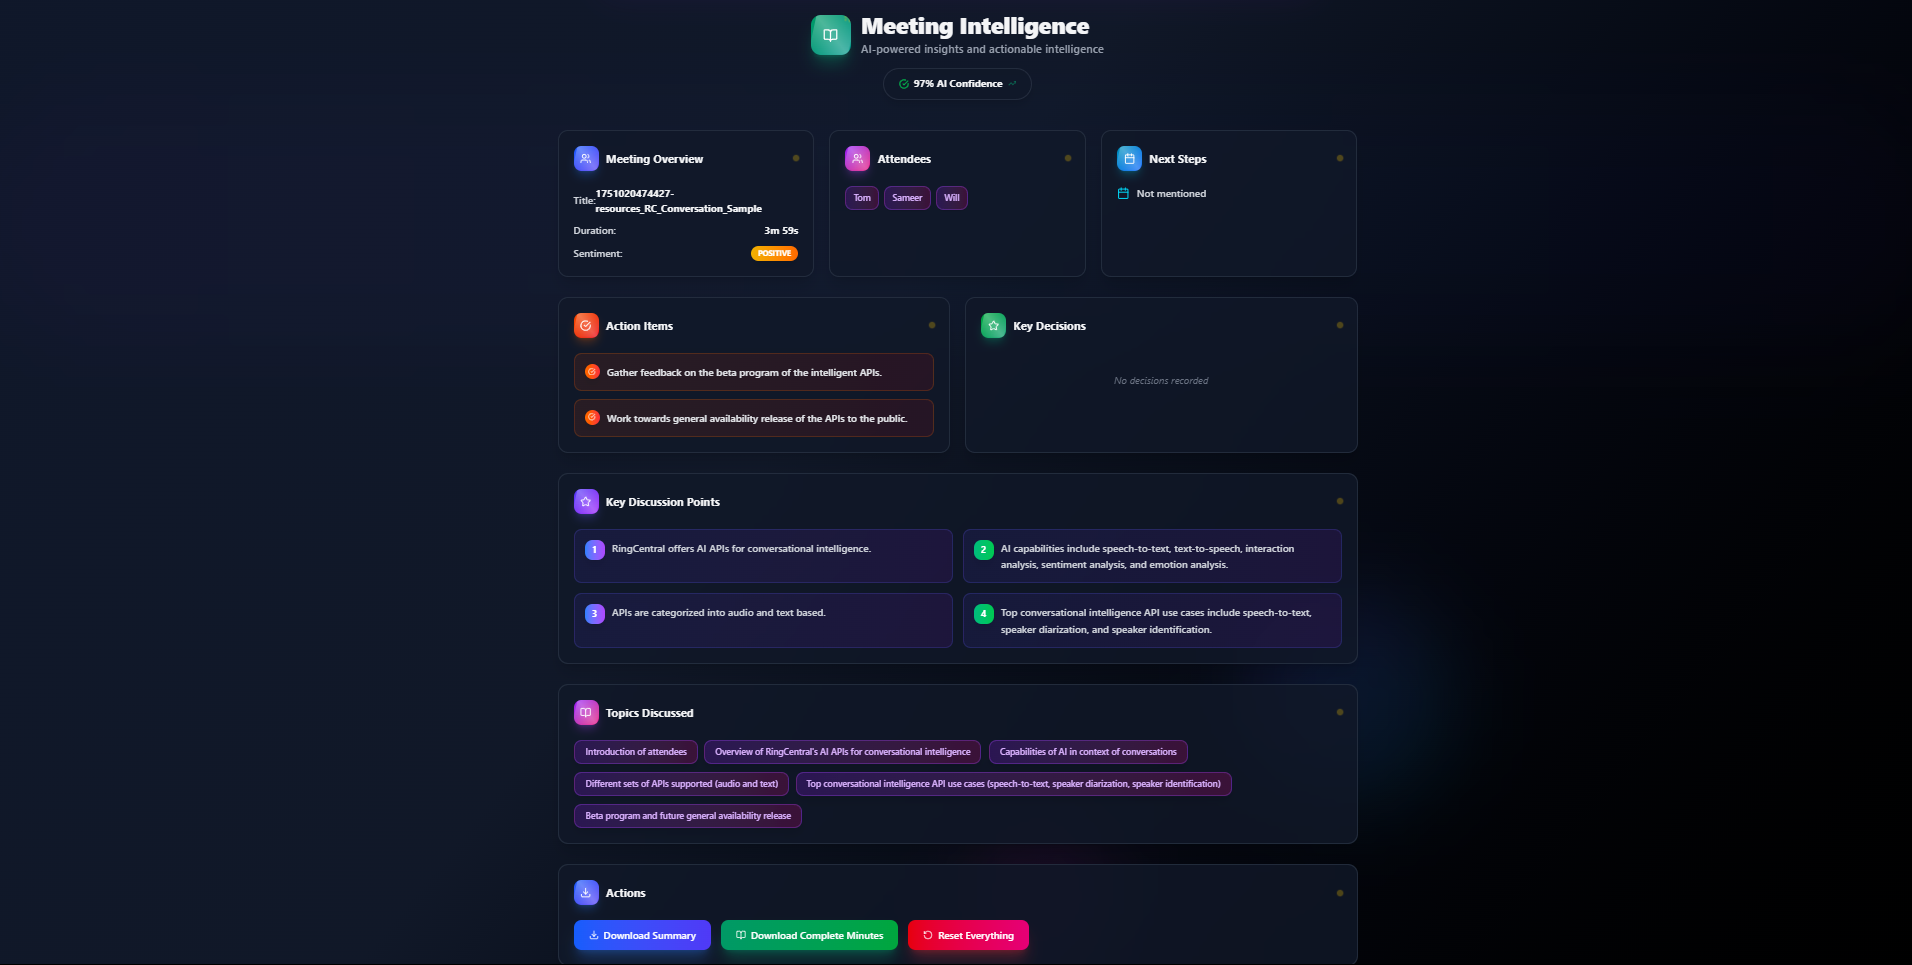 Meeting Intelligence
AI-powered insights and actionable intelligence
97% AI Confidence
Meeting Overview
Title: 1751020474427-
resources_RC_Conversation_Sample
Duration: 3m 59s
Sentiment: POSITIVE
Attendees
Tom Sameer Will
Next Steps
Not mentioned
Action Items
Gather feedback on the beta program of the intelligent APIs.
Work towards general availability release of the APIs to the public.
Key Decisions
No decisions recorded
Key Discussion Points
1 RingCentral offers AI APIs for conversational intelligence.
2 AI capabilities include speech-to-text, text-to-speech, interaction
analysis, sentiment analysis, and emotion analysis.
3 APIs are categorized into audio and text based.
4 Top conversational intelligence API use cases include speech-to-text,
speaker diarization, and speaker identification.
Topics Discussed
Introduction of attendees Overview of RingCentral's AI APIs for conversational intelligence Capabilities of AI in context of conversations
Different sets of APIs supported (audio and text) Top conversational intelligence API use cases (speech-to-text, speaker diarization, speaker identification)
Beta program and future general availability release
Actions
Download Summary Download Complete Minutes Reset Everything